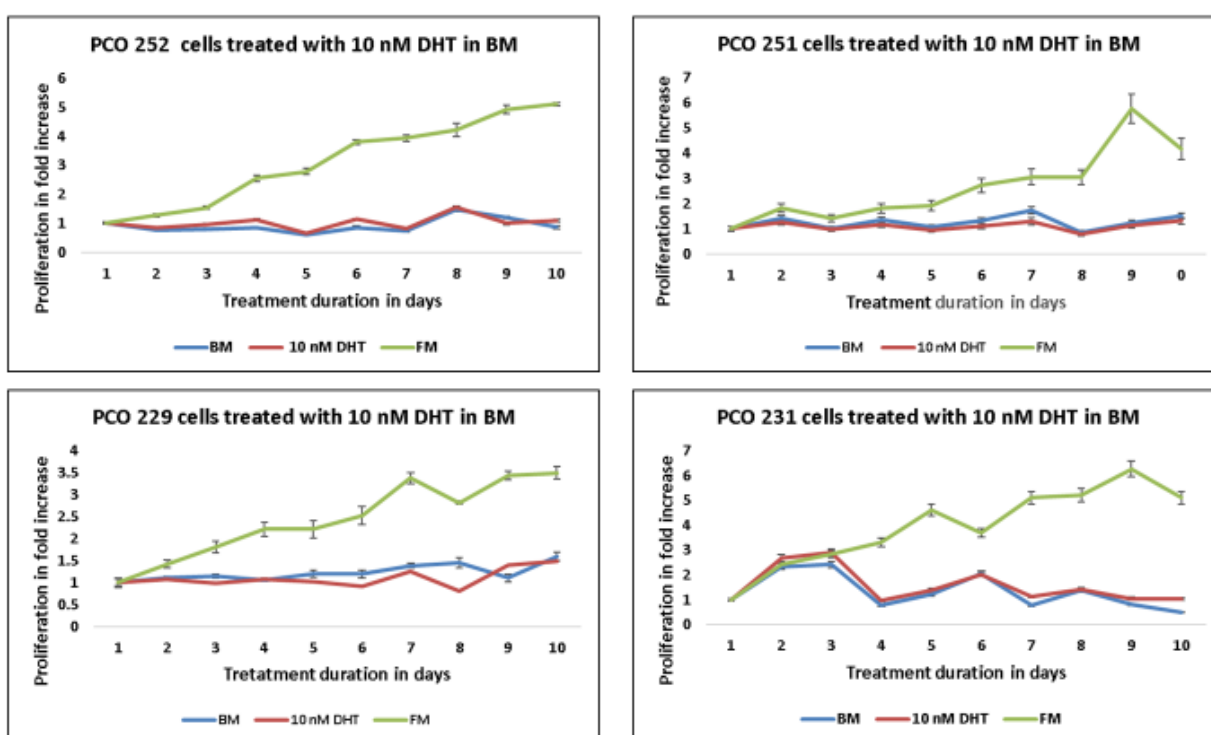 PCO 252 cells treated with 10 nM DHT in BM
Proliferation in fold increase
6
5
4
3
2
1
0
1 2 3 4 5 6 7 8 9 10
Treatment duration in days
BM 10 nM DHT FM
PCO 251 cells treated with 10 nM DHT in BM
Proliferation in fold increase
7
6
5
4
3
2
1
0
1 2 3 4 5 6 7 8 9 0
Treatment duration in days
BM 10 nM DHT FM
PCO 229 cells treated with 10 nM DHT in BM
Proliferation in fold increase
4
3.5
3
2.5
2
1.5
1
0.5
0
1 2 3 4 5 6 7 8 9 10
Tretatment duration in days
BM 10 nM DHT FM
PCO 231 cells treated with 10 nM DHT in BM
Proliferation in fold increase
7
6
5
4
3
2
1
0
1 2 3 4 5 6 7 8 9 10
Treatment duration in days
BM 10 nM DHT FM